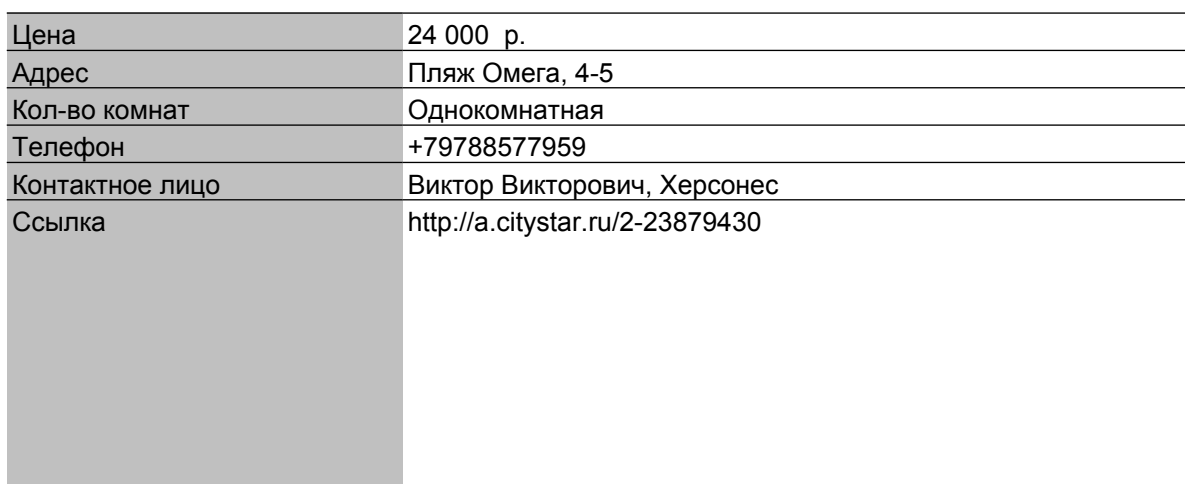 Цена 24 000 р.
Адрес Пляж Омега, 4-5
Кол-во комнат Однокомнатная
Телефон +79788577959
Контактное лицо Виктор Викторович, Херсонес
Ссылка http://a.citystar.ru/2-23879430